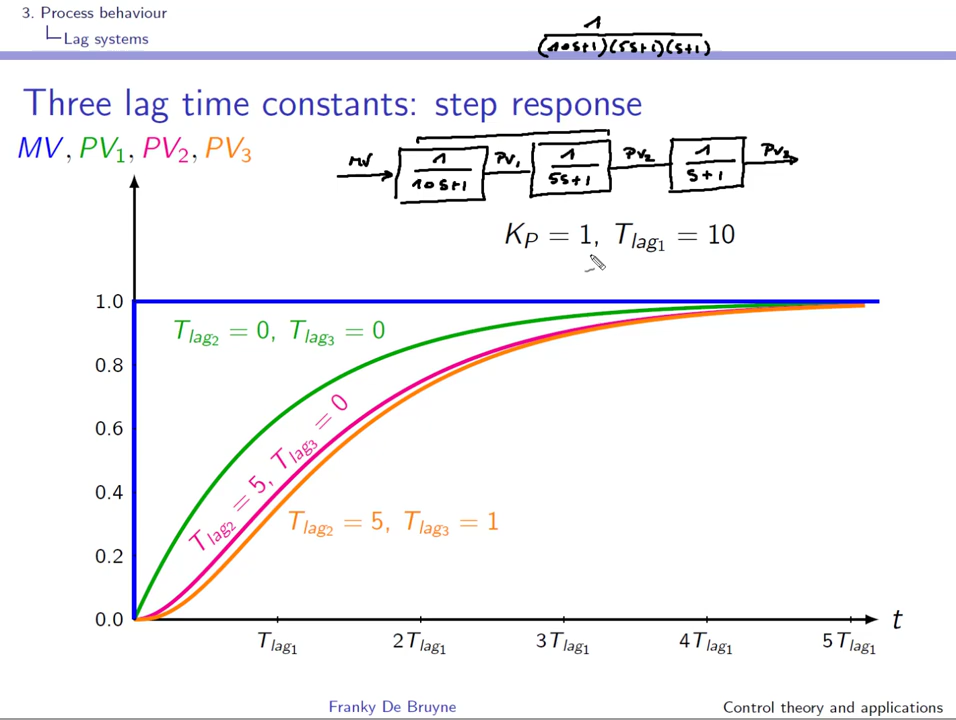 3. Process behaviour
Lag systems
1
(10s+1)(5s+1)(s+1)
Three lag time constants: step response
MV, PV1, PV2, PV3
MV 1 PV1 1 PV2 1 PV3
10s+1 5s+1 s+1
KP = 1, Tlag1 = 10
1.0
Tlag2 = 0, Tlag3 = 0
0.8
0.6
Tlag2 = 5, Tlag3 = 0
0.4
Tlag2 = 5, Tlag3 = 1
0.2
0.0
t
Tlag1 2Tlag1 3Tlag1 4Tlag1 5Tlag1
Franky De Bruyne Control theory and applications